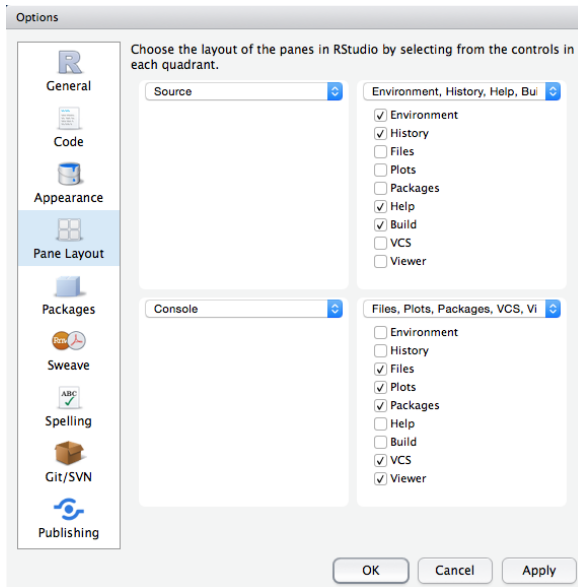 Options
Choose the layout of the panes in RStudio by selecting from the controls in
each quadrant.
R
General
Code
Appearance
Pane Layout
Packages
Rnw
Sweave
ABC
Spelling
Git/SVN
Publishing
Source
Environment, History, Help, Bui
Environment
History
Files
Plots
Packages
Help
Build
VCS
Viewer
Console
Files, Plots, Packages, VCS, Vi
Environment
History
Files
Plots
Packages
Help
Build
VCS
Viewer
OK
Cancel
Apply